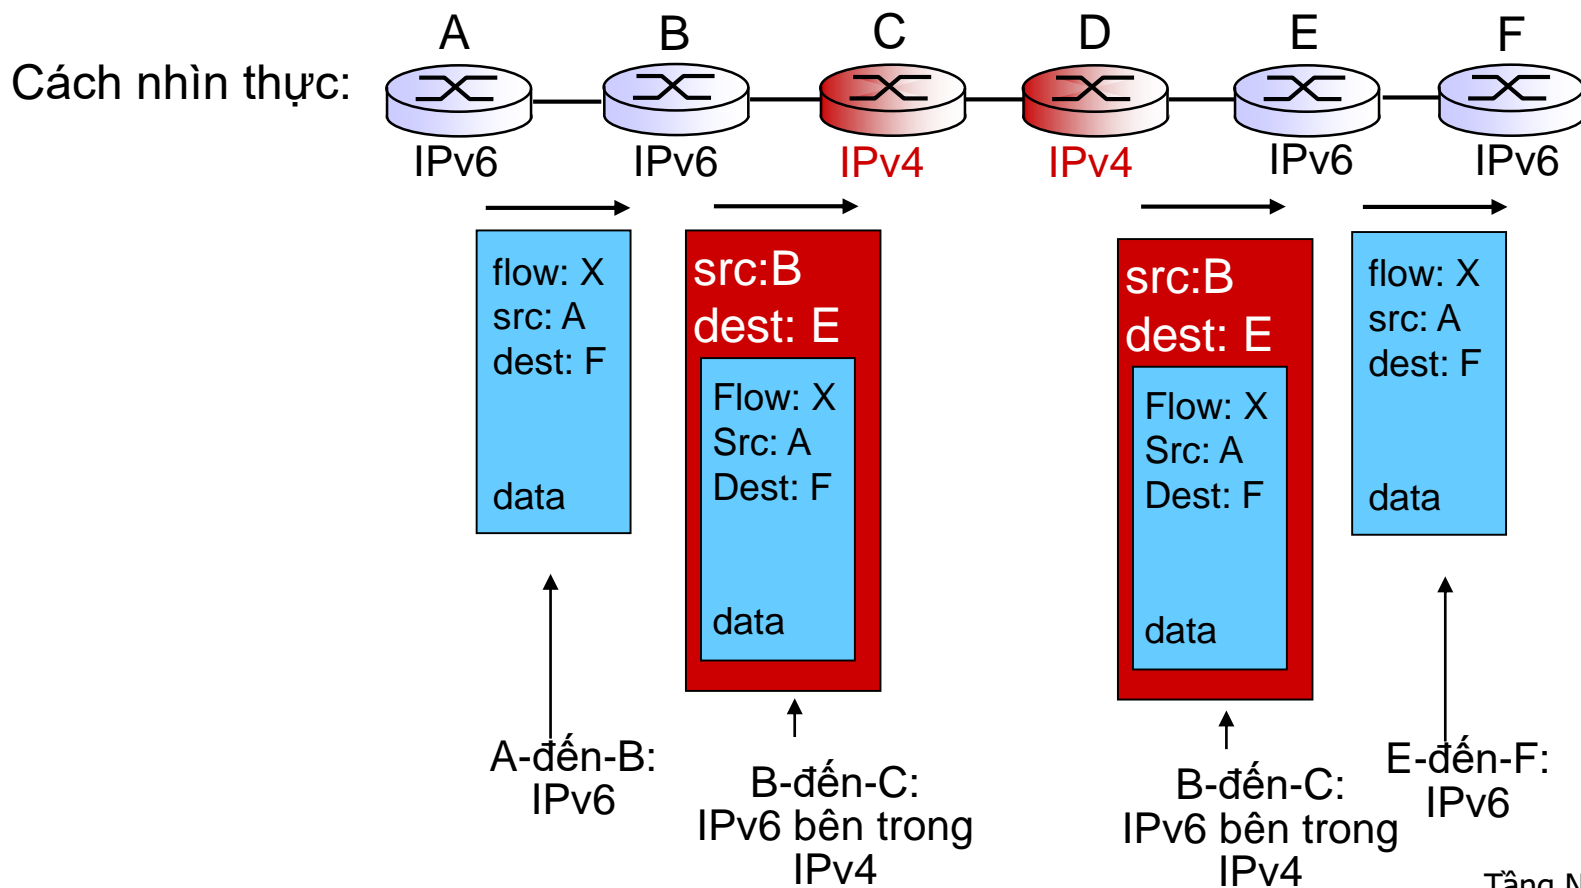 A B C D E F
Cách nhìn thực:
IPv6 IPv6 IPv4 IPv4 IPv6 IPv6
flow: X
src: A
dest: F
data
src:B
dest: E
Flow: X
Src: A
Dest: F
data
src:B
dest: E
Flow: X
Src: A
Dest: F
data
flow: X
src: A
dest: F
data
A-đến-B:
IPv6
B-đến-C:
IPv6 bên trong
IPv4
B-đến-C:
IPv6 bên trong
IPv4
E-đến-F:
IPv6
Tầng